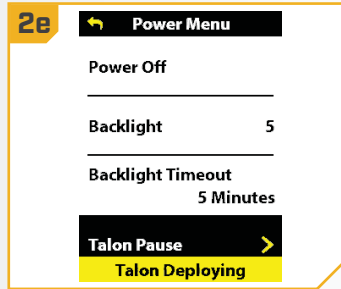 2e
Power Menu
Power Off
Backlight 5
Backlight Timeout
5 Minutes
Talon Pause
Talon Deploying